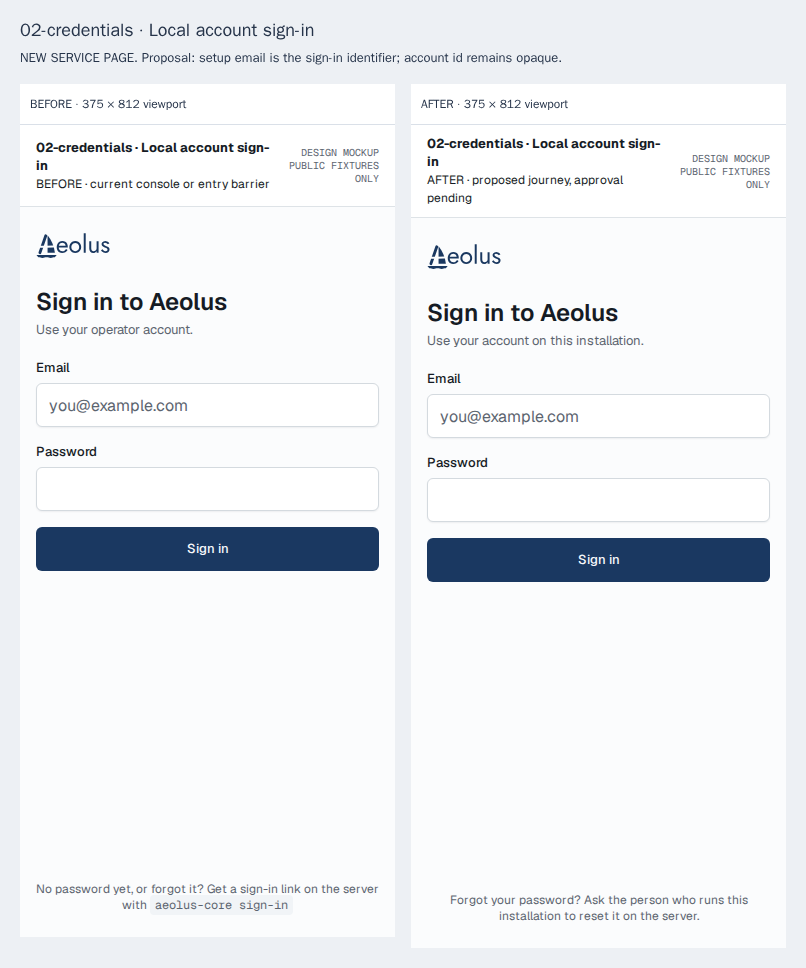 02-credentials · Local account sign-in
NEW SERVICE PAGE. Proposal: setup email is the sign-in identifier; account id remains opaque.
BEFORE · 375 × 812 viewport
02-credentials · Local account sign-
in
BEFORE · current console or entry barrier
DESIGN MOCKUP
PUBLIC FIXTURES
ONLY
Aeolus
Sign in to Aeolus
Use your operator account.
Email
you@example.com
Password
Sign in
No password yet, or forgot it? Get a sign-in link on the server
with aeolus-core sign-in
AFTER · 375 × 812 viewport
02-credentials · Local account sign-
in
AFTER · proposed journey, approval
pending
DESIGN MOCKUP
PUBLIC FIXTURES
ONLY
Aeolus
Sign in to Aeolus
Use your account on this installation.
Email
you@example.com
Password
Sign in
Forgot your password? Ask the person who runs this
installation to reset it on the server.